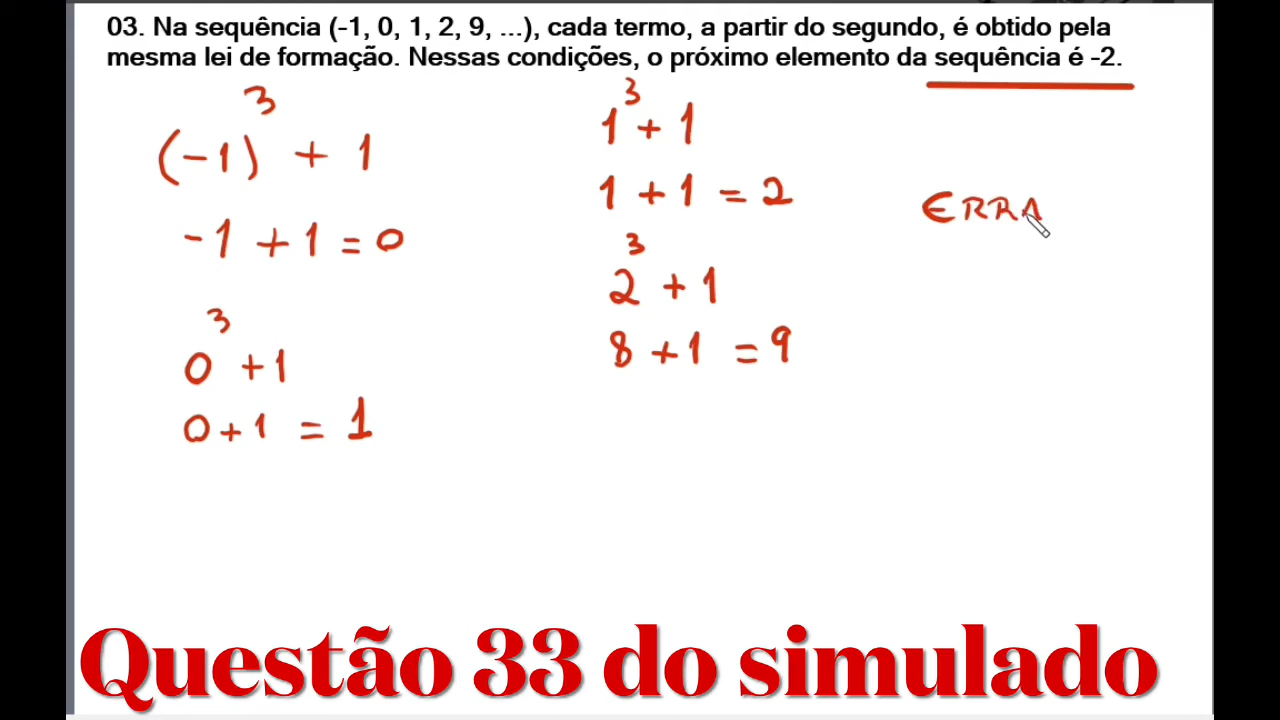 03. Na sequência (–1, 0, 1, 2, 9, ...), cada termo, a partir do segundo, é obtido pela
mesma lei de formação. Nessas condições, o próximo elemento da sequência é –2.
(-1)³ + 1
-1 + 1 = 0
0³ + 1
0 + 1 = 1
1³ + 1
1 + 1 = 2
2³ + 1
8 + 1 = 9
ERRA
Questão 33 do simulado